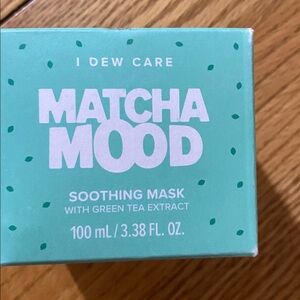 I DEW CARE
MATCHA
MOOD
SOOTHING MASK
WITH GREEN TEA EXTRACT
100 mL / 3.38 FL. OZ.